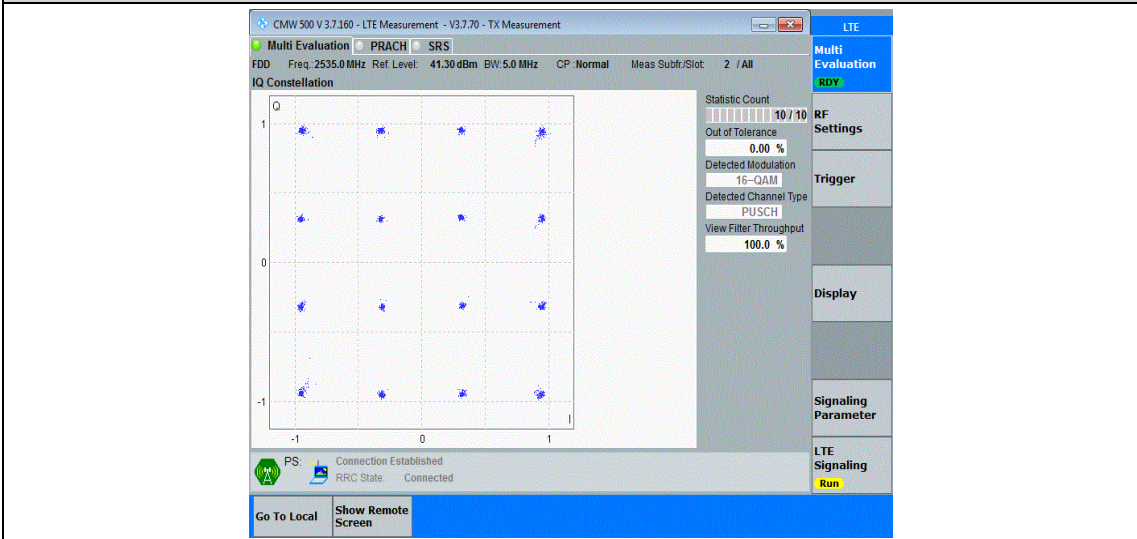 CMW 500 V 3.7.160 - LTE Measurement - V3.7.70 - TX Measurement
LTE
Multi Evaluation PRACH SRS
Multi
Evaluation
RDY
FDD Freq.:2535.0 MHz Ref. Level: 41.30 dBm BW:5.0 MHz CP :Normal Meas Subfr./Slot: 2 / All
IQ Constellation
Q
1
0
-1
-1 0 1
I
Statistic Count
10 / 10
Out of Tolerance
0.00 %
Detected Modulation
16-QAM
Detected Channel Type
PUSCH
View Filter Throughput
100.0 %
RF
Settings
Trigger
Display
Signaling
Parameter
LTE
Signaling
Run
PS: Connection Established
RRC State: Connected
Go To Local
Show Remote
Screen